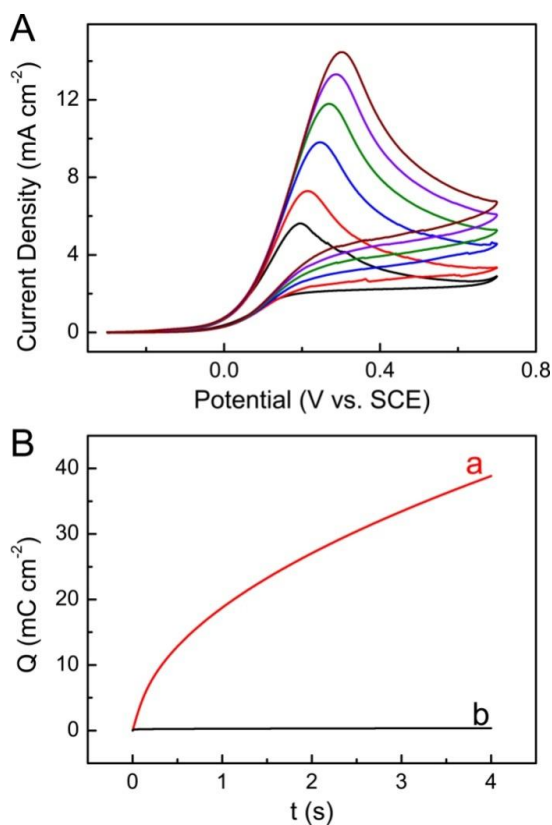 A
12
8
4
0
Current Density (mA cm⁻²)
0.0 0.4 0.8
Potential (V vs. SCE)
B
40
30
20
10
0
Q (mC cm⁻²)
a
b
0 1 2 3 4
t (s)